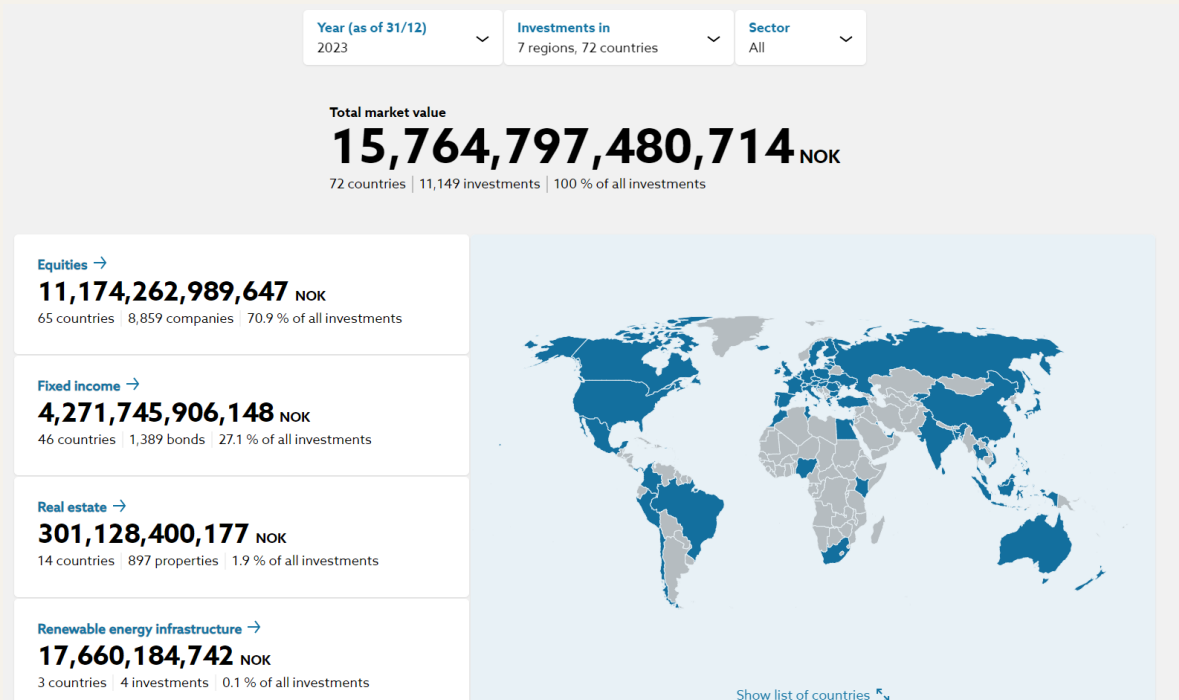 Year (as of 31/12)
2023
Investments in
7 regions, 72 countries
Sector
All
Total market value
15,764,797,480,714 NOK
72 countries | 11,149 investments | 100 % of all investments
Equities →
11,174,262,989,647 NOK
65 countries | 8,859 companies | 70.9 % of all investments
Fixed income →
4,271,745,906,148 NOK
46 countries | 1,389 bonds | 27.1 % of all investments
Real estate →
301,128,400,177 NOK
14 countries | 897 properties | 1.9 % of all investments
Renewable energy infrastructure →
17,660,184,742 NOK
3 countries | 4 investments | 0.1 % of all investments
Show list of countries